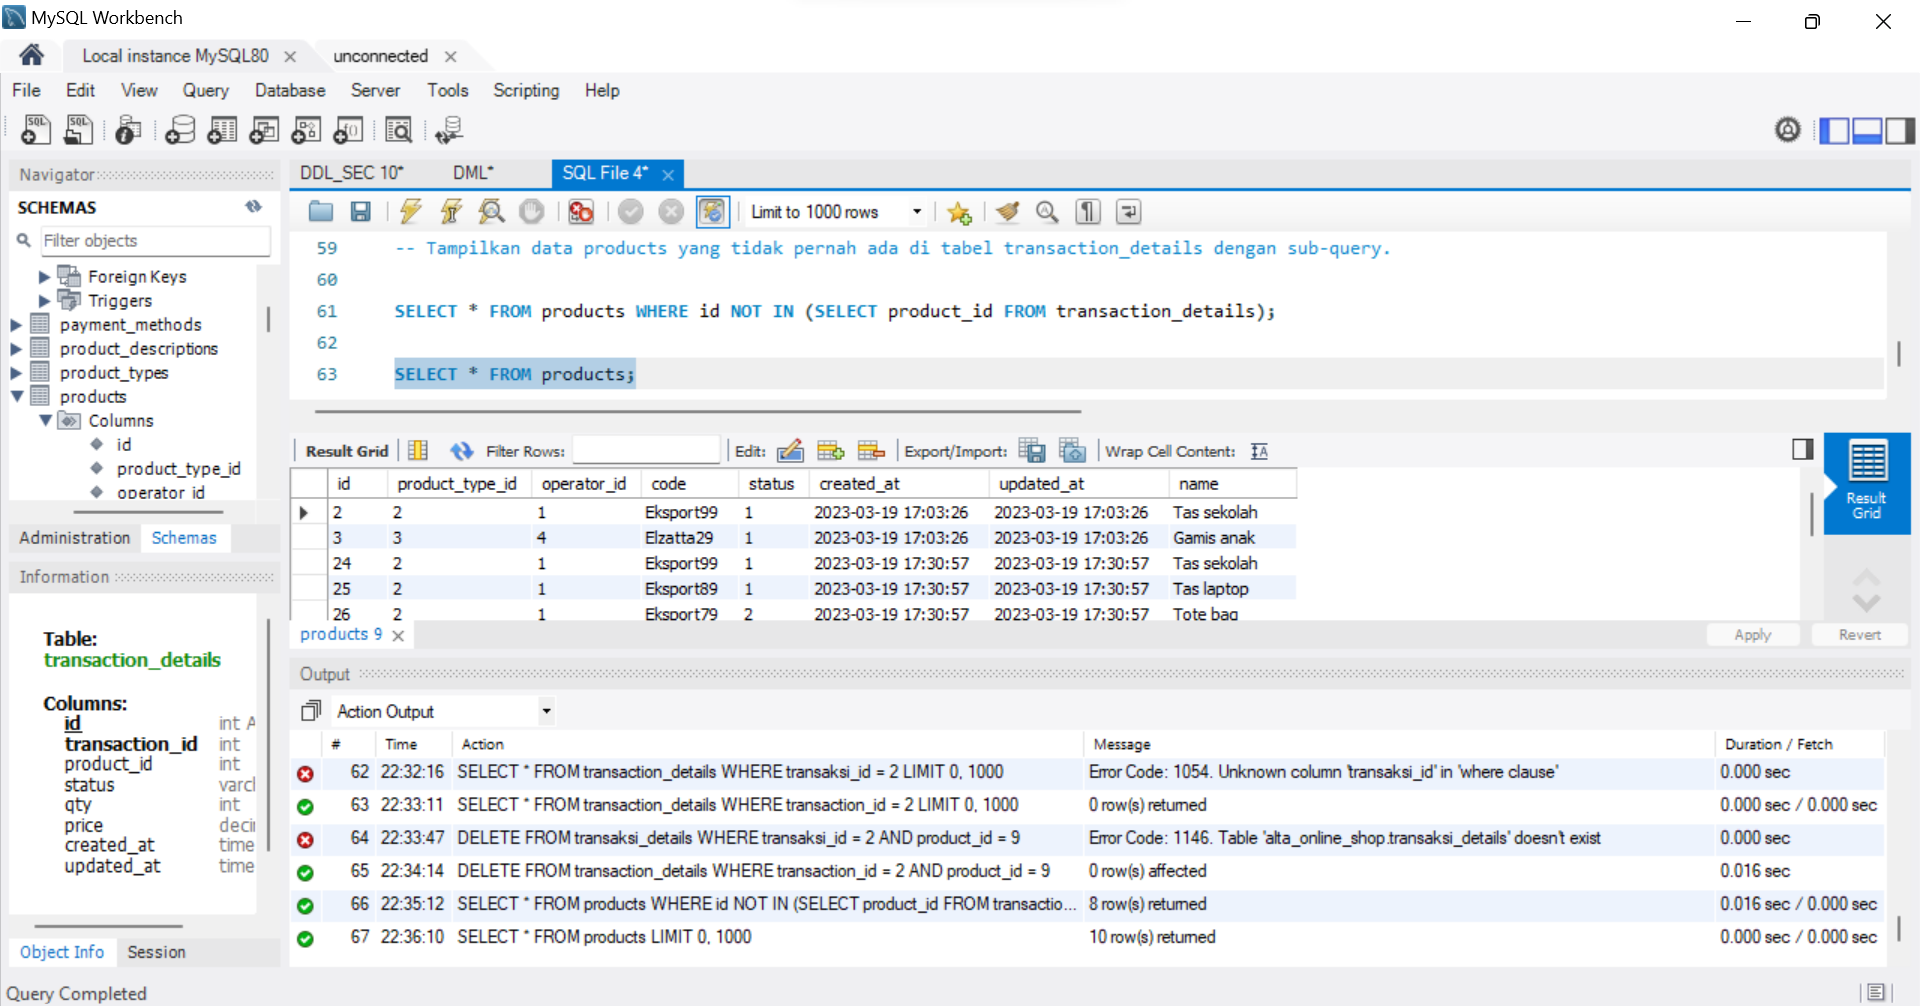 MySQL Workbench
Local instance MySQL80
unconnected
File Edit View Query Database Server Tools Scripting Help
Navigator
SCHEMAS
Filter objects
Foreign Keys
Triggers
payment_methods
product_descriptions
product_types
products
Columns
id
product_type_id
operator_id
Administration Schemas
Information
Table:
transaction_details
Columns:
id int A
transaction_id int
product_id int
status varcl
qty int
price deci
created_at time
updated_at time
Object Info Session
DDL_SEC 10* DML* SQL File 4*
Limit to 1000 rows
59 -- Tampilkan data products yang tidak pernah ada di tabel transaction_details dengan sub-query.
60
61 SELECT * FROM products WHERE id NOT IN (SELECT product_id FROM transaction_details);
62
63 SELECT * FROM products;
Result Grid Filter Rows: Edit: Export/Import: Wrap Cell Content:
id product_type_id operator_id code status created_at updated_at name
2 2 1 Eksport99 1 2023-03-19 17:03:26 2023-03-19 17:03:26 Tas sekolah
3 3 4 Elzatta29 1 2023-03-19 17:03:26 2023-03-19 17:03:26 Gamis anak
24 2 1 Eksport99 1 2023-03-19 17:30:57 2023-03-19 17:30:57 Tas sekolah
25 2 1 Eksport89 1 2023-03-19 17:30:57 2023-03-19 17:30:57 Tas laptop
26 2 1 Eksport79 2 2023-03-19 17:30:57 2023-03-19 17:30:57 Tote bag
Result
Grid
products 9
Apply Revert
Output
Action Output
# Time Action Message Duration / Fetch
62 22:32:16 SELECT * FROM transaction_details WHERE transaksi_id = 2 LIMIT 0, 1000 Error Code: 1054. Unknown column 'transaksi_id' in 'where clause' 0.000 sec
63 22:33:11 SELECT * FROM transaction_details WHERE transaction_id = 2 LIMIT 0, 1000 0 row(s) returned 0.000 sec / 0.000 sec
64 22:33:47 DELETE FROM transaksi_details WHERE transaksi_id = 2 AND product_id = 9 Error Code: 1146. Table 'alta_online_shop.transaksi_details' doesn't exist 0.000 sec
65 22:34:14 DELETE FROM transaction_details WHERE transaction_id = 2 AND product_id = 9 0 row(s) affected 0.016 sec
66 22:35:12 SELECT * FROM products WHERE id NOT IN (SELECT product_id FROM transactio... 8 row(s) returned 0.016 sec / 0.000 sec
67 22:36:10 SELECT * FROM products LIMIT 0, 1000 10 row(s) returned 0.000 sec / 0.000 sec
Query Completed